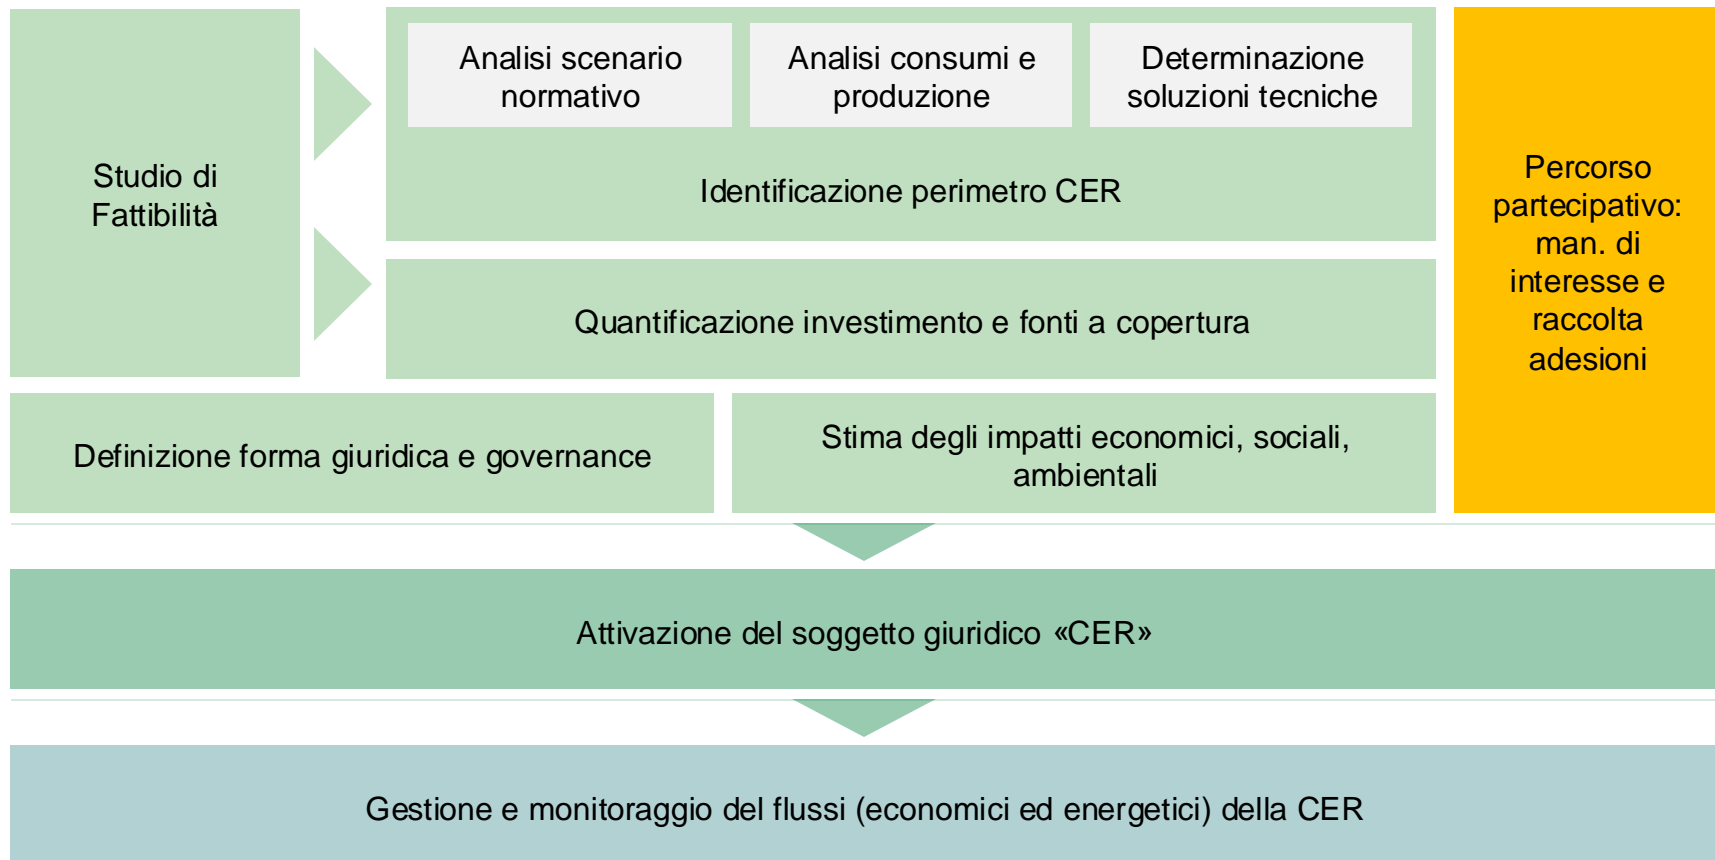 Studio di
Fattibilità
Analisi scenario
normativo
Analisi consumi e
produzione
Determinazione
soluzioni tecniche
Identificazione perimetro CER
Quantificazione investimento e fonti a copertura
Percorso
partecipativo:
man. di
interesse e
raccolta
adesioni
Definizione forma giuridica e governance
Stima degli impatti economici, sociali,
ambientali
Attivazione del soggetto giuridico «CER»
Gestione e monitoraggio del flussi (economici ed energetici) della CER